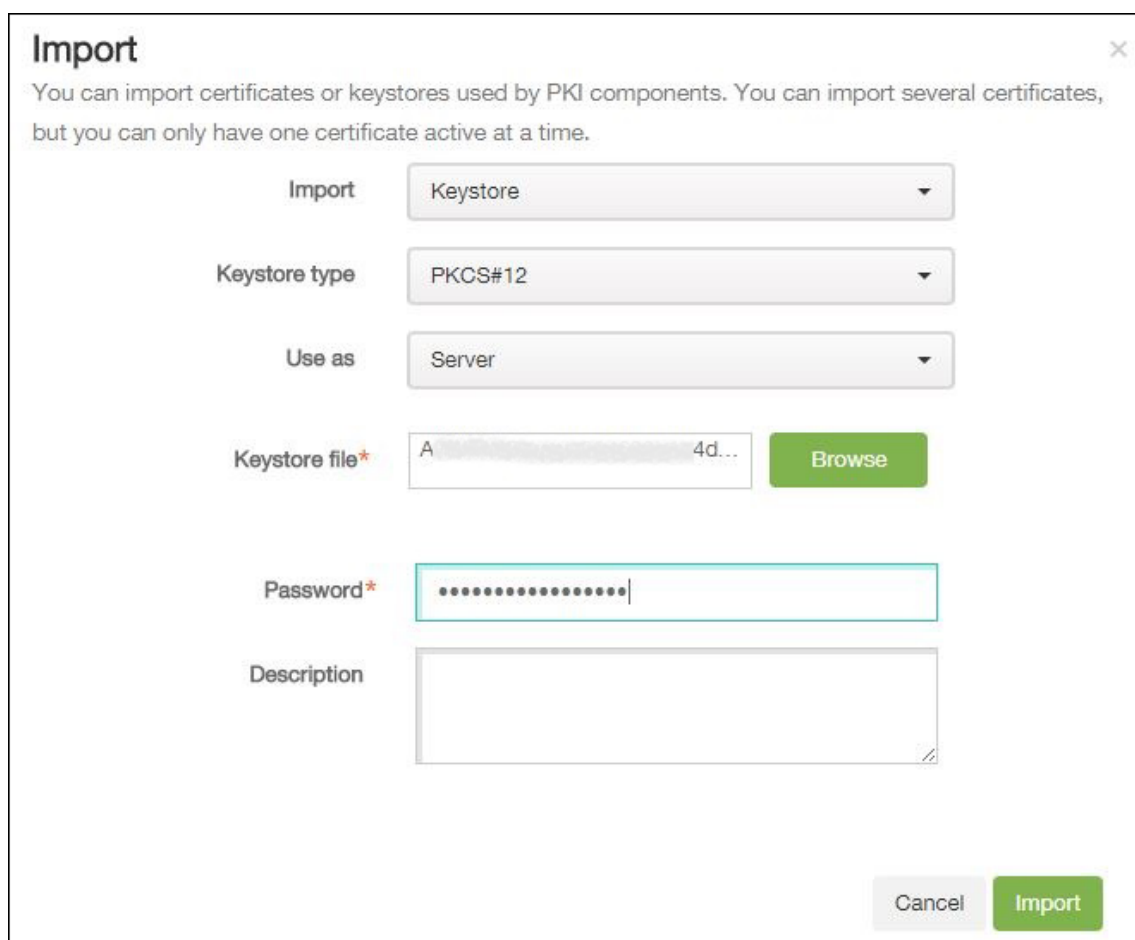 Import
×
You can import certificates or keystores used by PKI components. You can import several certificates,
but you can only have one certificate active at a time.
Import Keystore
Keystore type PKCS#12
Use as Server
Keystore file* A 4d... Browse
Password* •••••••••••••••••
Description
Cancel Import